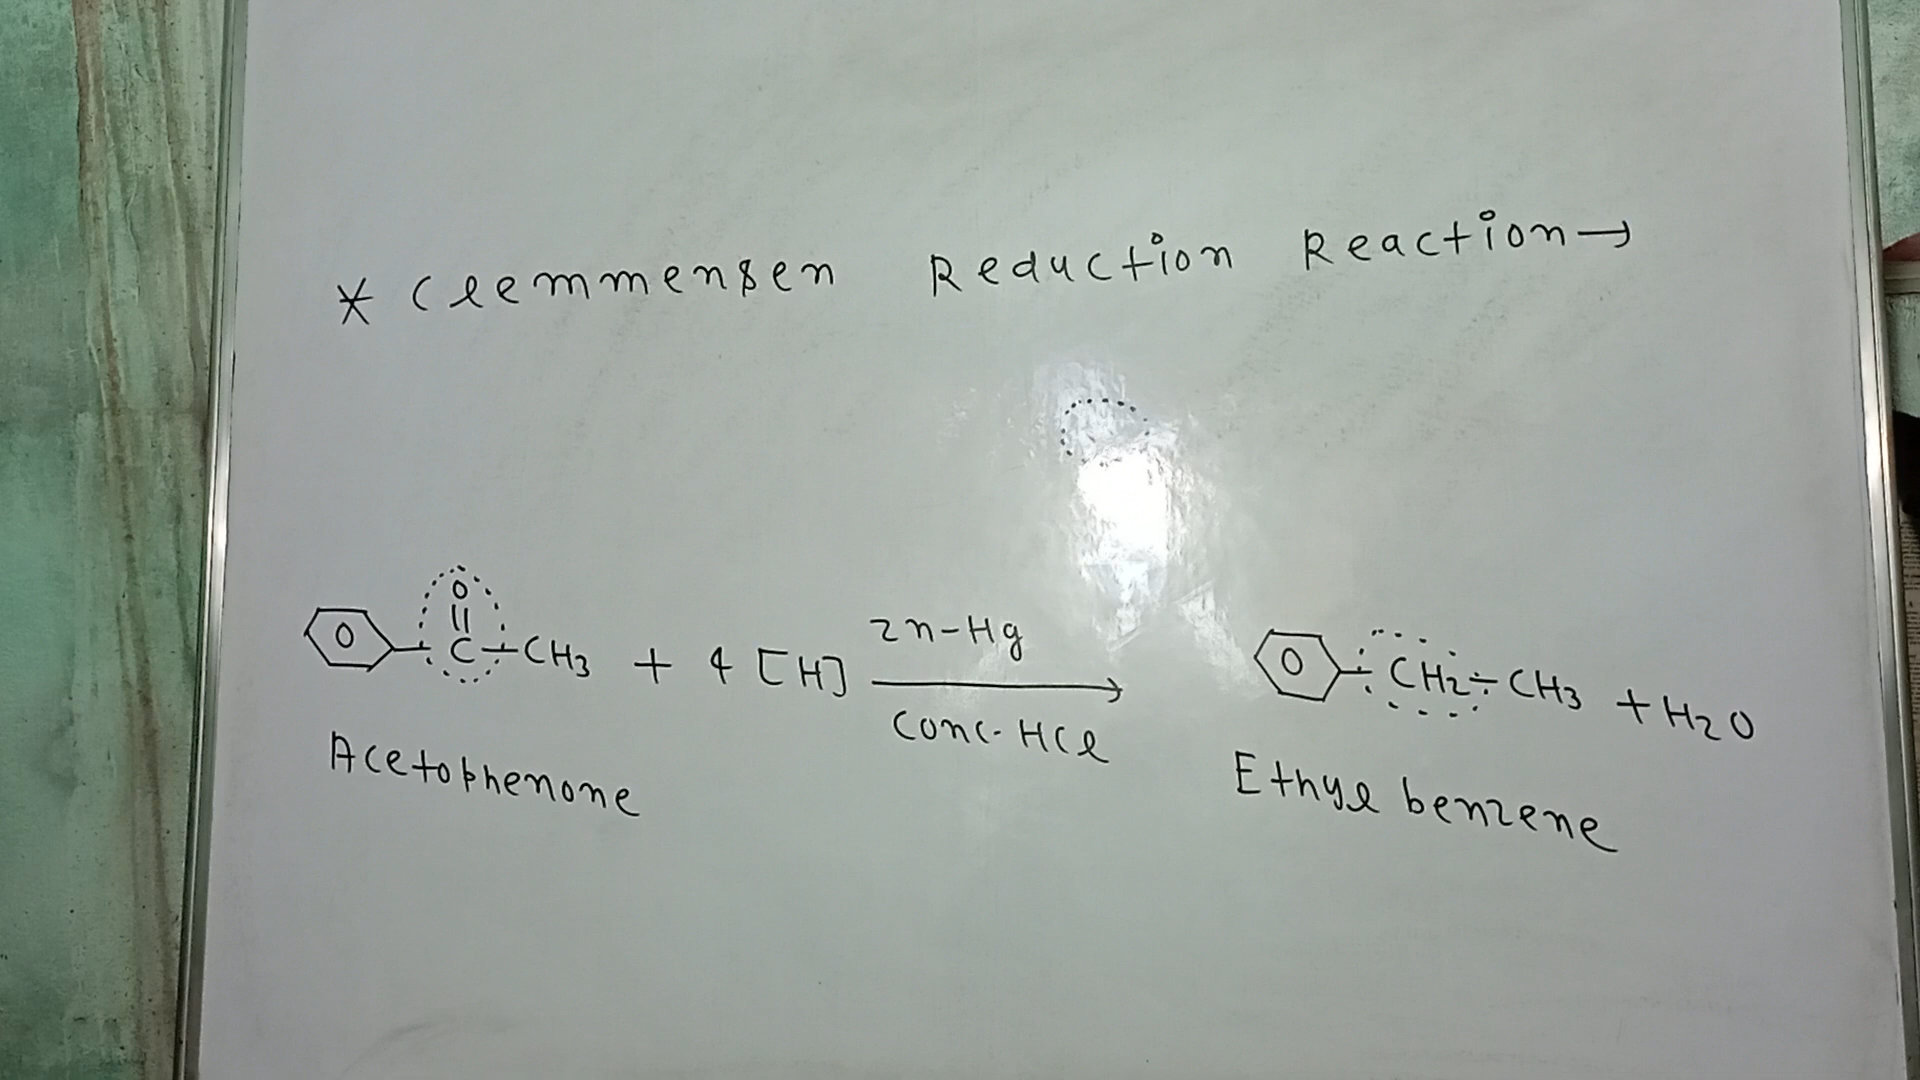 * Clemmensen Reduction Reaction →
O
||
C-CH3 + 4 [H] Zn-Hg → CH2-CH3 + H2O
Conc. HCl
Acetophenone Ethyl benzene